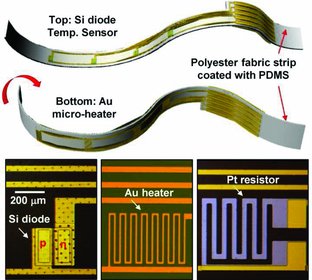 Top: Si diode
Temp. Sensor
Polyester fabric strip
coated with PDMS
Bottom: Au
micro-heater
200 µm
Si diode
p
n
Au heater
Pt resistor